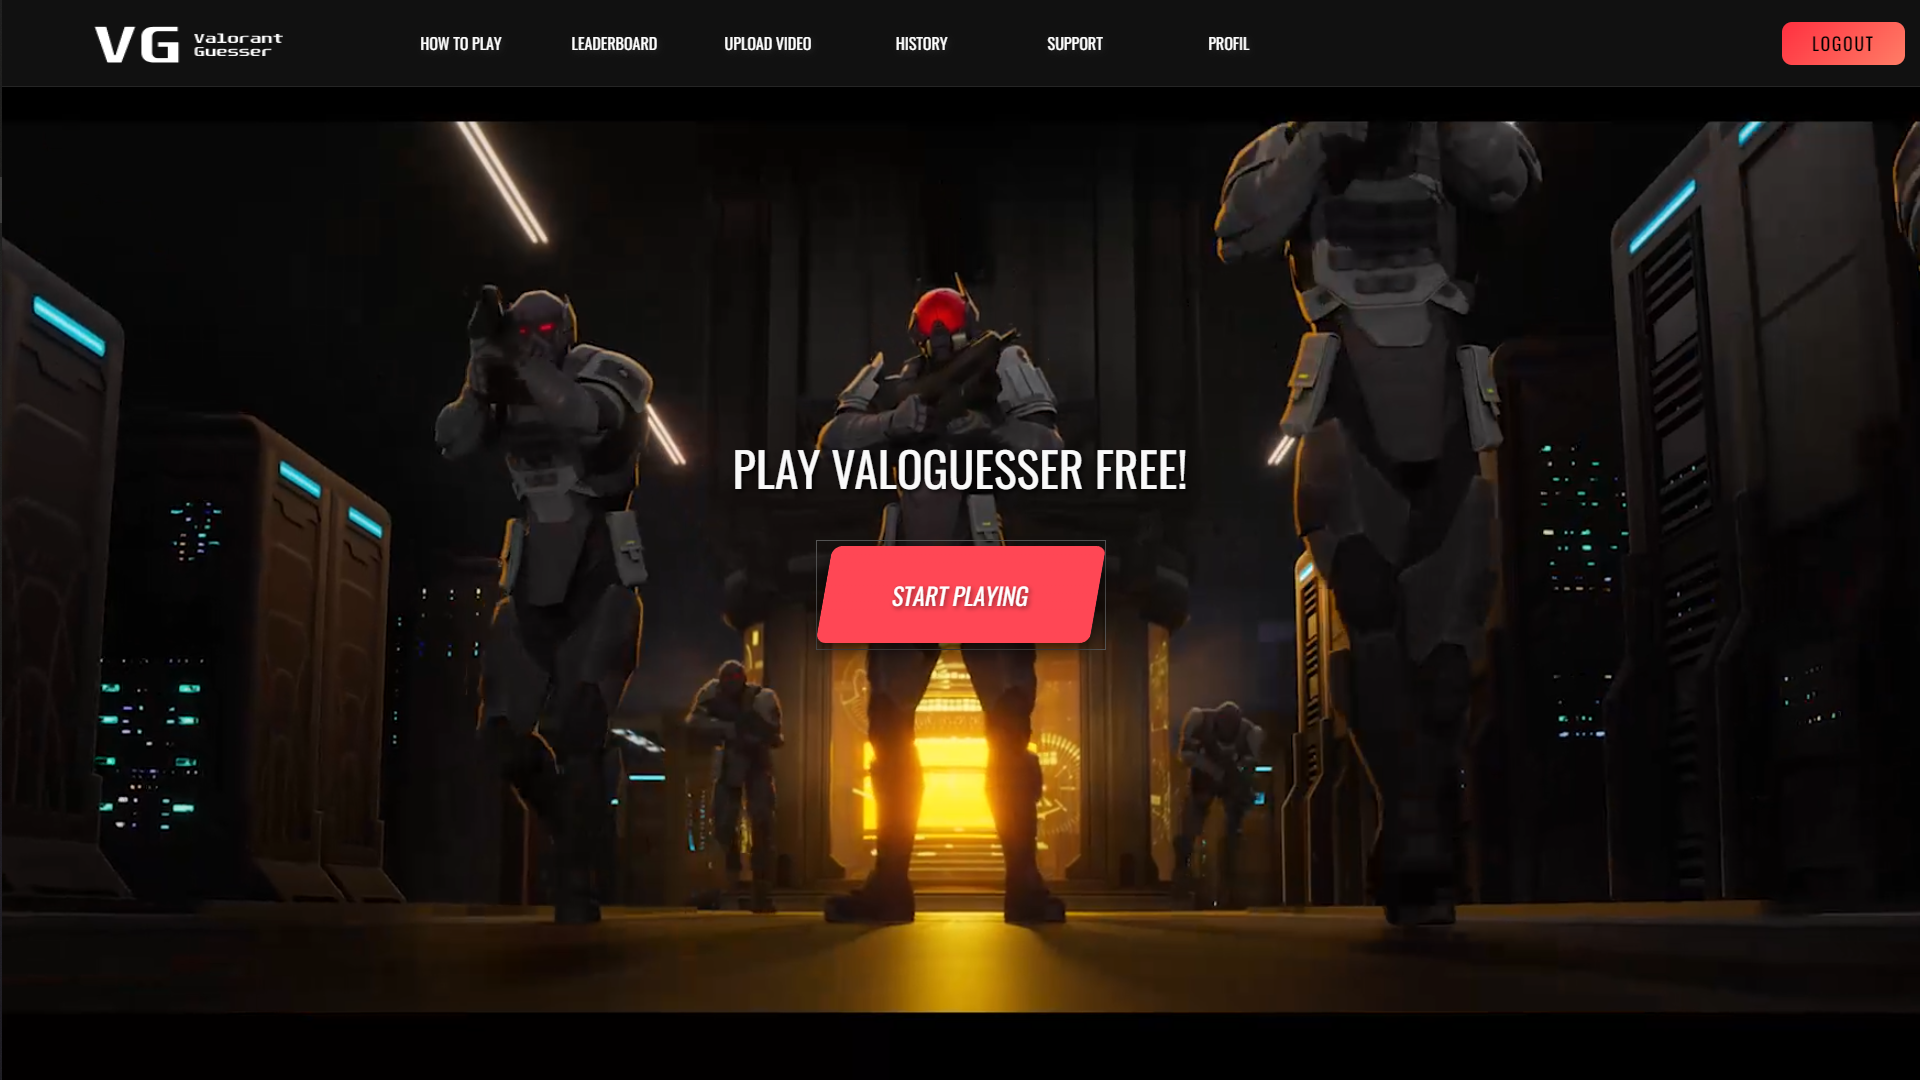 VG Valorant
Guesser
HOW TO PLAY
LEADERBOARD
UPLOAD VIDEO
HISTORY
SUPPORT
PROFIL
LOGOUT
PLAY VALOGUESSER FREE!
START PLAYING